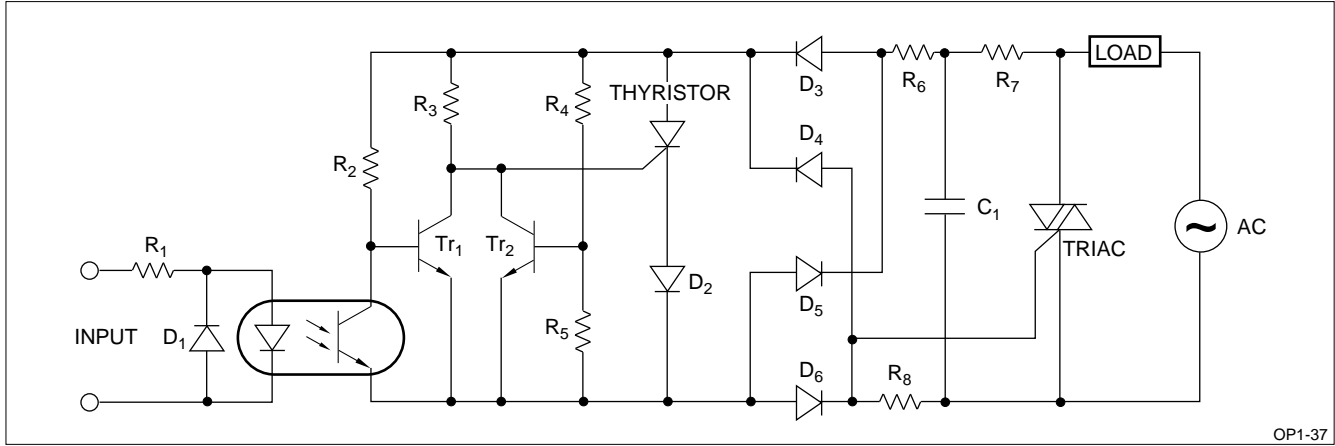 LOAD
D₃
R₆
R₇
R₃
R₄
THYRISTOR
D₄
R₂
C₁
Tr₁
Tr₂
AC
TRIAC
R₁
D₂
D₅
INPUT
D₁
R₅
D₆
R₈
OP1-37